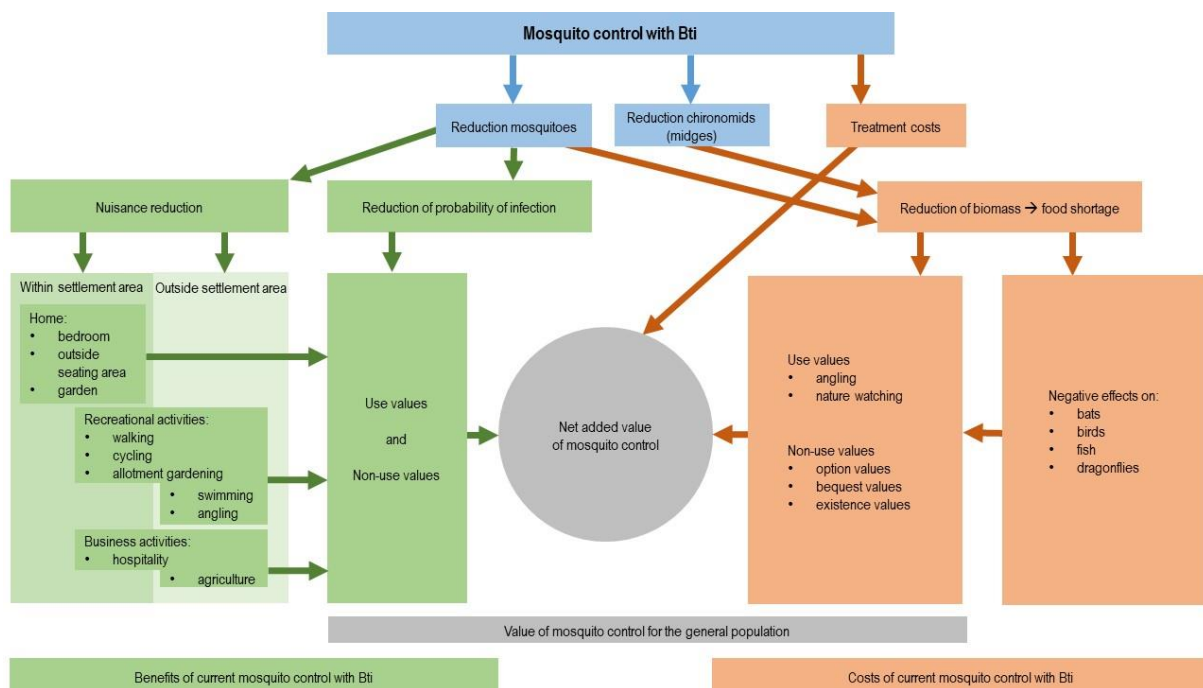 Mosquito control with Bti
Reduction mosquitoes
Reduction chironomids
(midges)
Treatment costs
Nuisance reduction
Reduction of probability of infection
Reduction of biomass → food shortage
Within settlement area
Outside settlement area
Home:
• bedroom
• outside
seating area
• garden
Recreational activities:
• walking
• cycling
• allotment gardening
• swimming
• angling
Business activities:
• hospitality
• agriculture
Use values
and
Non-use values
Net added value
of mosquito control
Use values
• angling
• nature watching
Non-use values
• option values
• bequest values
• existence values
Negative effects on:
• bats
• birds
• fish
• dragonflies
Value of mosquito control for the general population
Benefits of current mosquito control with Bti
Costs of current mosquito control with Bti